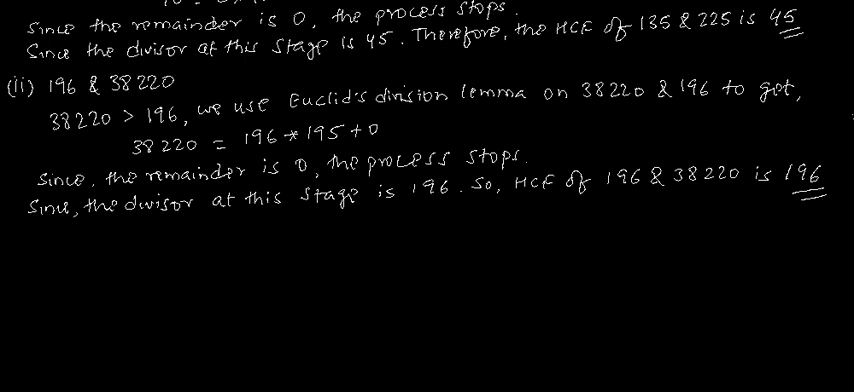 Since the remainder is 0, the process stops.
Since the divisor at this stage is 45. Therefore, the HCF of 135 & 225 is 45
(ii) 196 & 38220
38220 > 196, we use Euclid's division lemma on 38220 & 196 to get,
38220 = 196 * 195 + 0
Since, the remainder is 0, the process stops.
Since, the divisor at this stage is 196. So, HCF of 196 & 38220 is 196